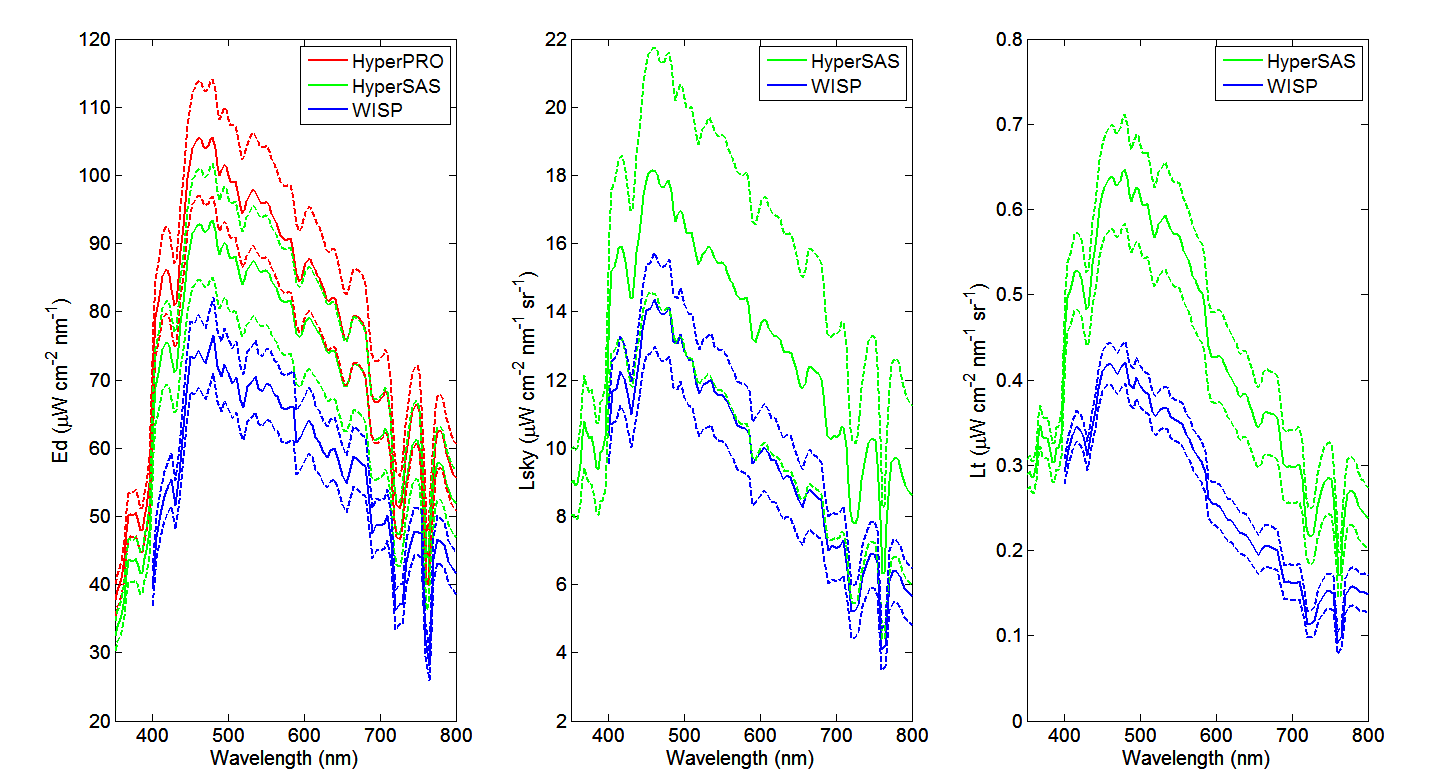 120
110
100
90
80
70
60
50
40
30
20
Ed (μW cm-2 nm-1)
HyperPRO
HyperSAS
WISP
400 500 600 700 800
Wavelength (nm)
22
20
18
16
14
12
10
8
6
4
2
Lsky (μW cm-2 nm-1 sr-1)
HyperSAS
WISP
400 500 600 700 800
Wavelength (nm)
0.8
0.7
0.6
0.5
0.4
0.3
0.2
0.1
0
Lt (μW cm-2 nm-1 sr-1)
HyperSAS
WISP
400 500 600 700 800
Wavelength (nm)